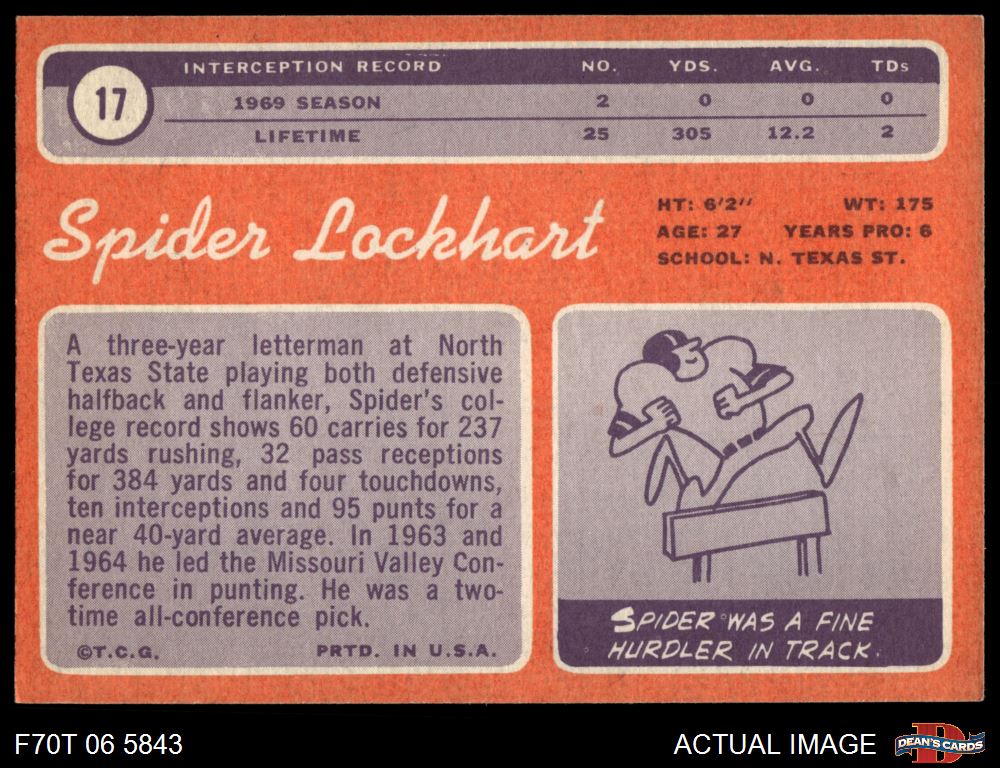 INTERCEPTION RECORD NO. YDS. AVG. TDs
17
1969 SEASON 2 0 0 0
LIFETIME 25 305 12.2 2
Spider Lockhart
HT: 6'2" WT: 175
AGE: 27 YEARS PRO: 6
SCHOOL: N. TEXAS ST.
A three-year letterman at North
Texas State playing both defensive
halfback and flanker, Spider's col-
lege record shows 60 carries for 237
yards rushing, 32 pass receptions
for 384 yards and four touchdowns,
ten interceptions and 95 punts for a
near 40-yard average. In 1963 and
1964 he led the Missouri Valley Con-
ference in punting. He was a two-
time all-conference pick.
©T.C.G. PRTD. IN U.S.A.
SPIDER WAS A FINE
HURDLER IN TRACK.
F70T 06 5843
ACTUAL IMAGE
D
DEAN'S CARDS